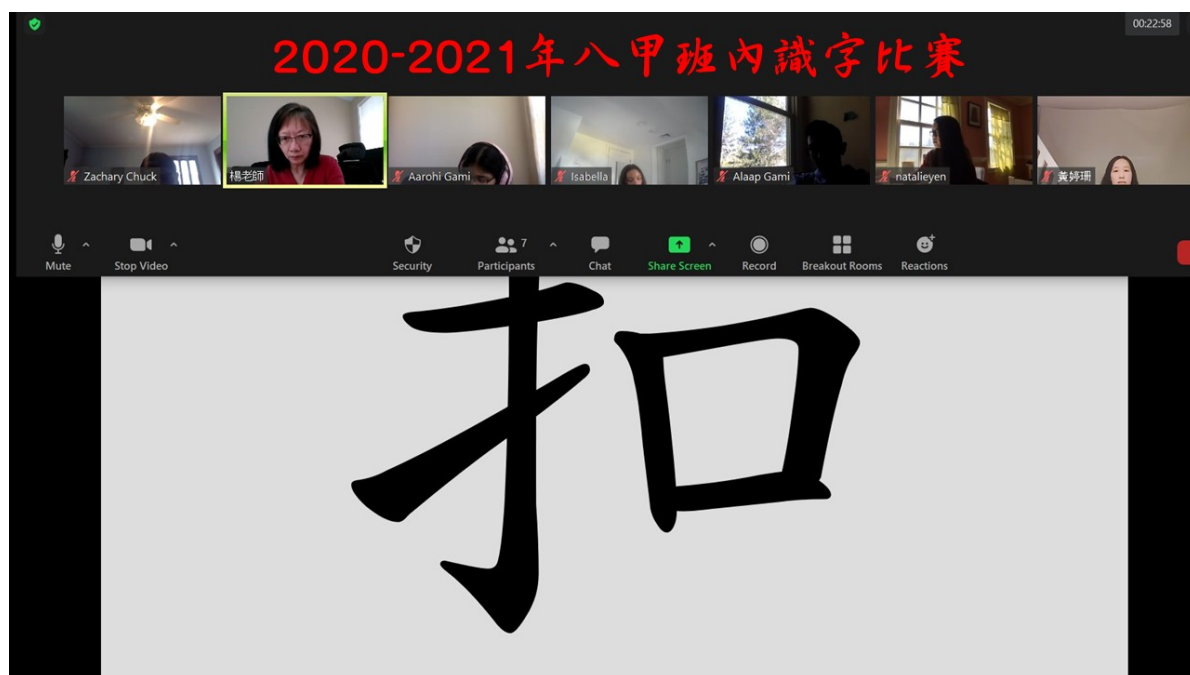 00:22:58
2020-2021年八甲班內識字比賽
Zachary Chuck
楊老師
Aarohi Gami
Isabella
Alaap Gami
natalieyen
黃婷珊
7
Mute
Stop Video
Security
Participants
Chat
Share Screen
Record
Breakout Rooms
Reactions
扣